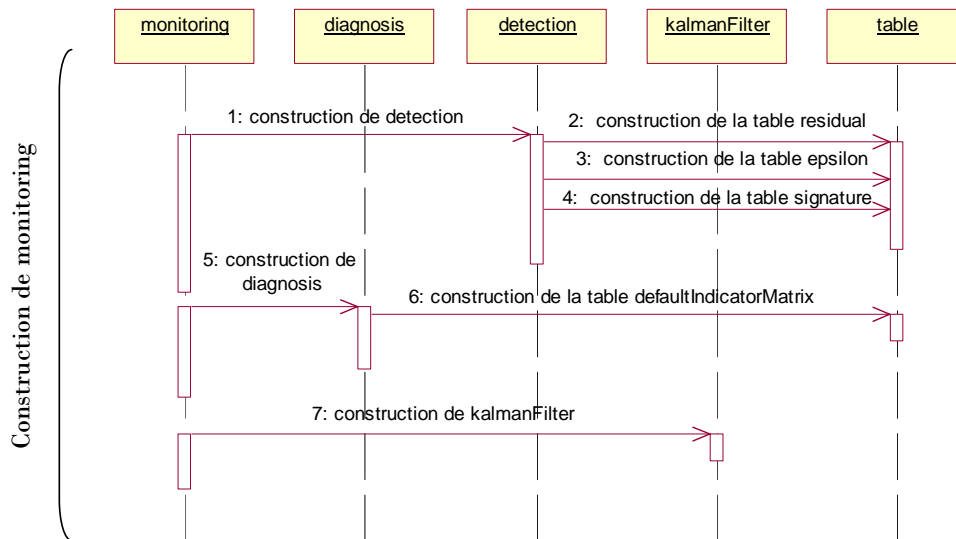 monitoring
diagnosis
detection
kalmanFilter
table
Construction de monitoring
1: construction de detection
2: construction de la table residual
3: construction de la table epsilon
4: construction de la table signature
5: construction de
diagnosis
6: construction de la table defaultIndicatorMatrix
7: construction de kalmanFilter